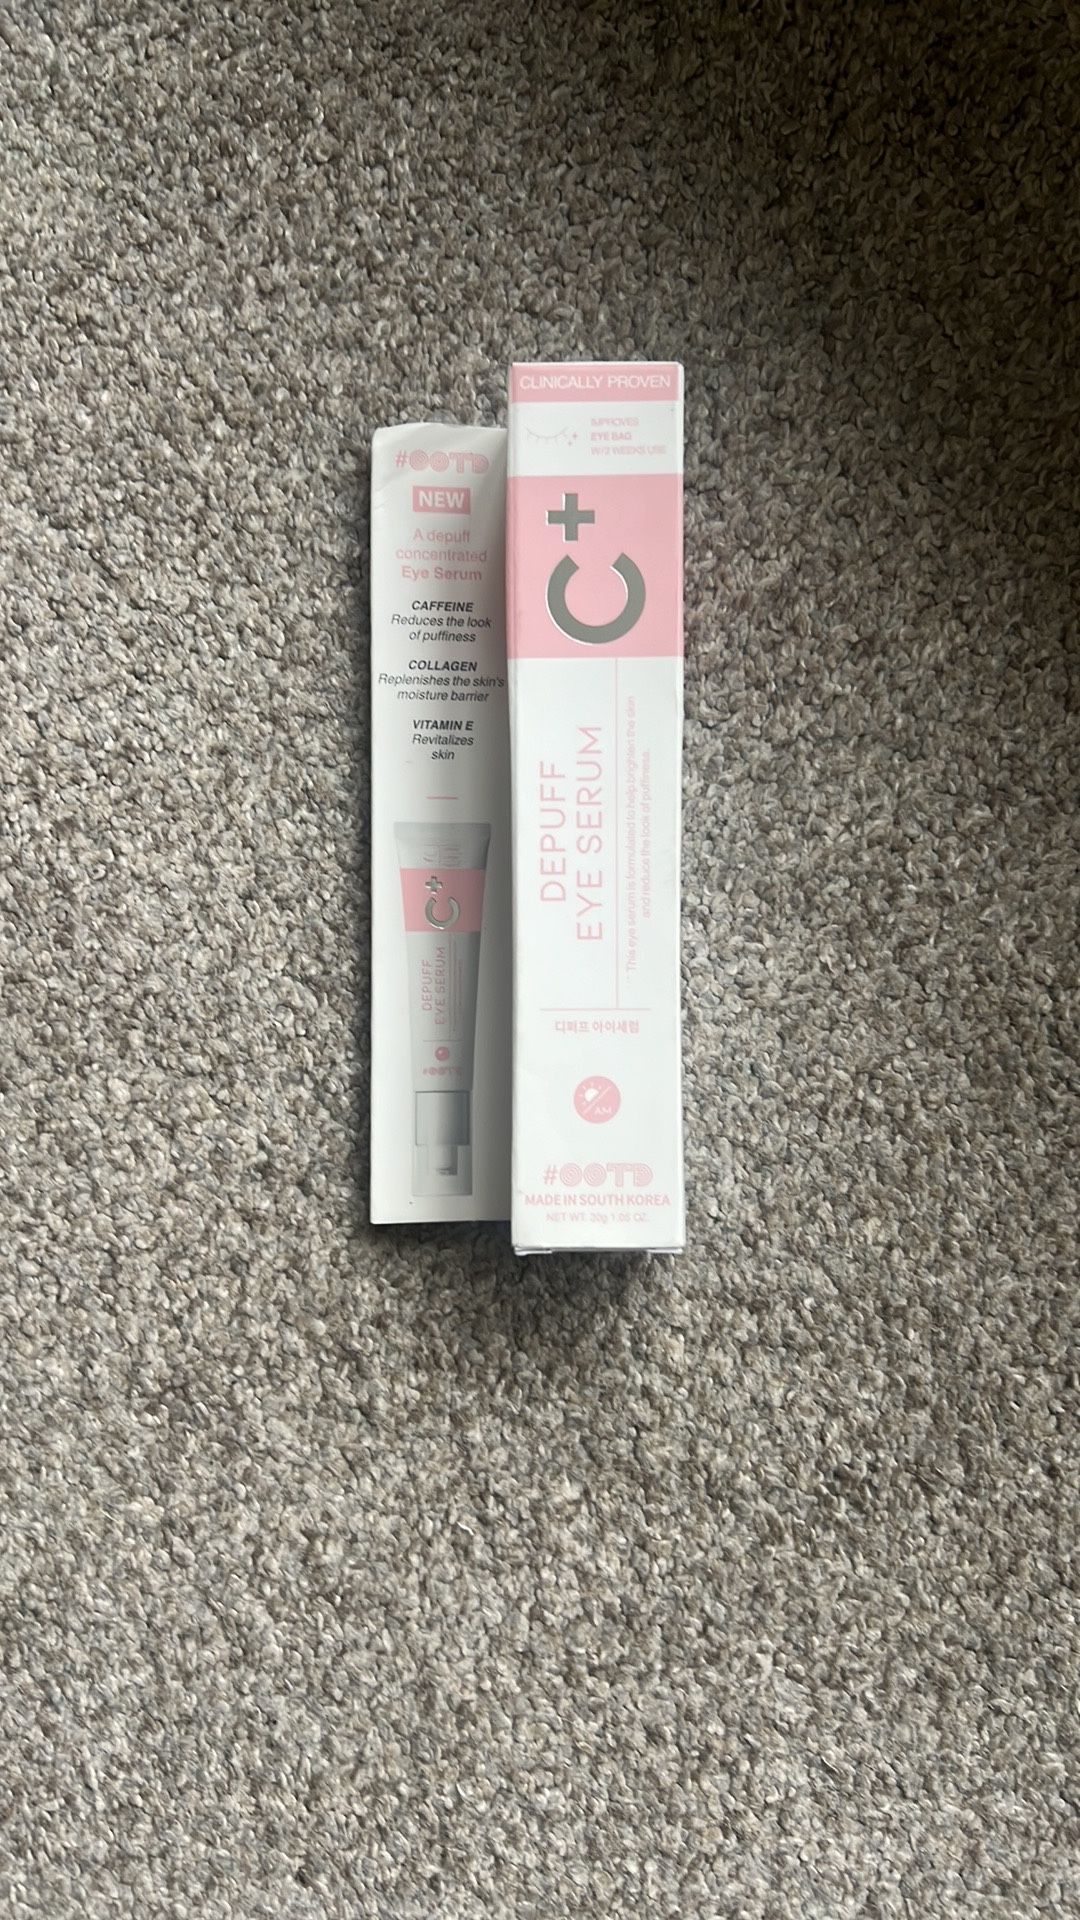 #OOTD
NEW
A depuff
concentrated
Eye Serum
CAFFEINE
Reduces the look
of puffiness
COLLAGEN
Replenishes the skin's
moisture barrier
VITAMIN E
Revitalizes
skin
C+
DEPUFF
EYE SERUM
#OOTD
CLINICALLY PROVEN
IMPROVES
EYE BAG
W/2 WEEKS USE
C+
DEPUFF
EYE SERUM
This eye serum is formulated to help brighten the skin
and reduce the look of puffiness.
디퍼프 아이세럼
AM
#OOTD
MADE IN SOUTH KOREA
NET WT. 30g 1.05 OZ.